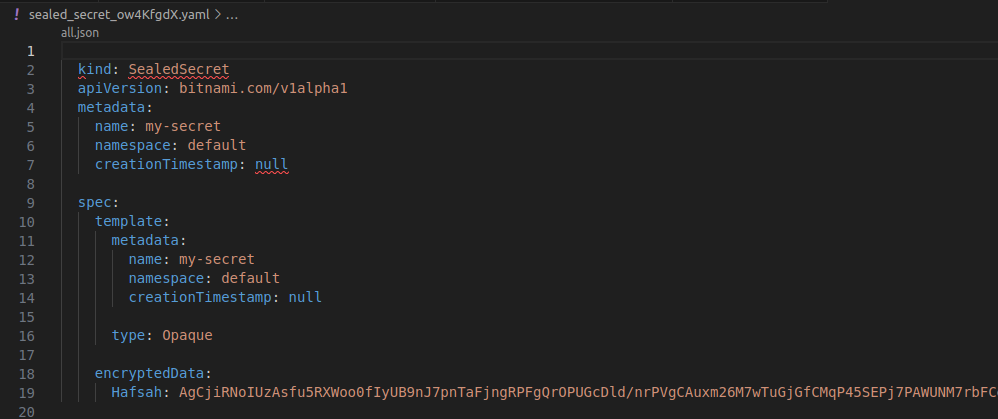 ! sealed_secret_ow4KfgdX.yaml > ...
all.json
1
2 kind: SealedSecret
3 apiVersion: bitnami.com/v1alpha1
4 metadata:
5 name: my-secret
6 namespace: default
7 creationTimestamp: null
8
9 spec:
10 template:
11 metadata:
12 name: my-secret
13 namespace: default
14 creationTimestamp: null
15
16 type: Opaque
17
18 encryptedData:
19 Hafsah: AgCjiRNoIUzAsfu5RXWoo0fIyUB9nJ7pnTaFjngRPFgQrOPUGcDld/nrPVgCAuxm26M7wTuGjGfCMqP45SEPj7PAWUNM7rbFC
20